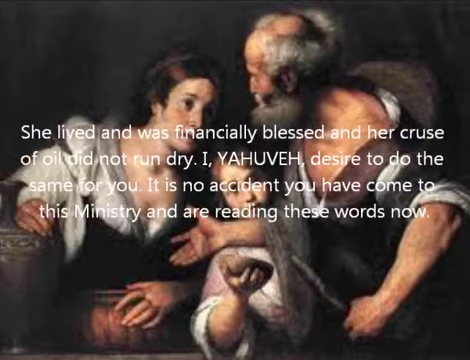 She lived and was financially blessed and her cruse
of oil did not run dry. I, YAHUVEH, desire to do the
same for you. It is no accident you have come to
this Ministry and are reading these words now.